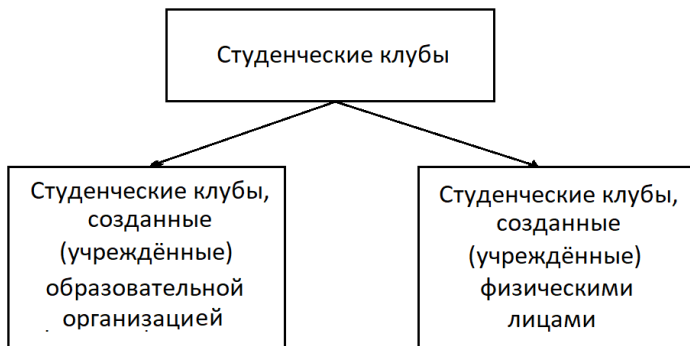 Студенческие клубы
Студенческие клубы,
созданные
(учреждённые)
образовательной
организацией
Студенческие клубы,
созданные
(учреждённые)
физическими
лицами